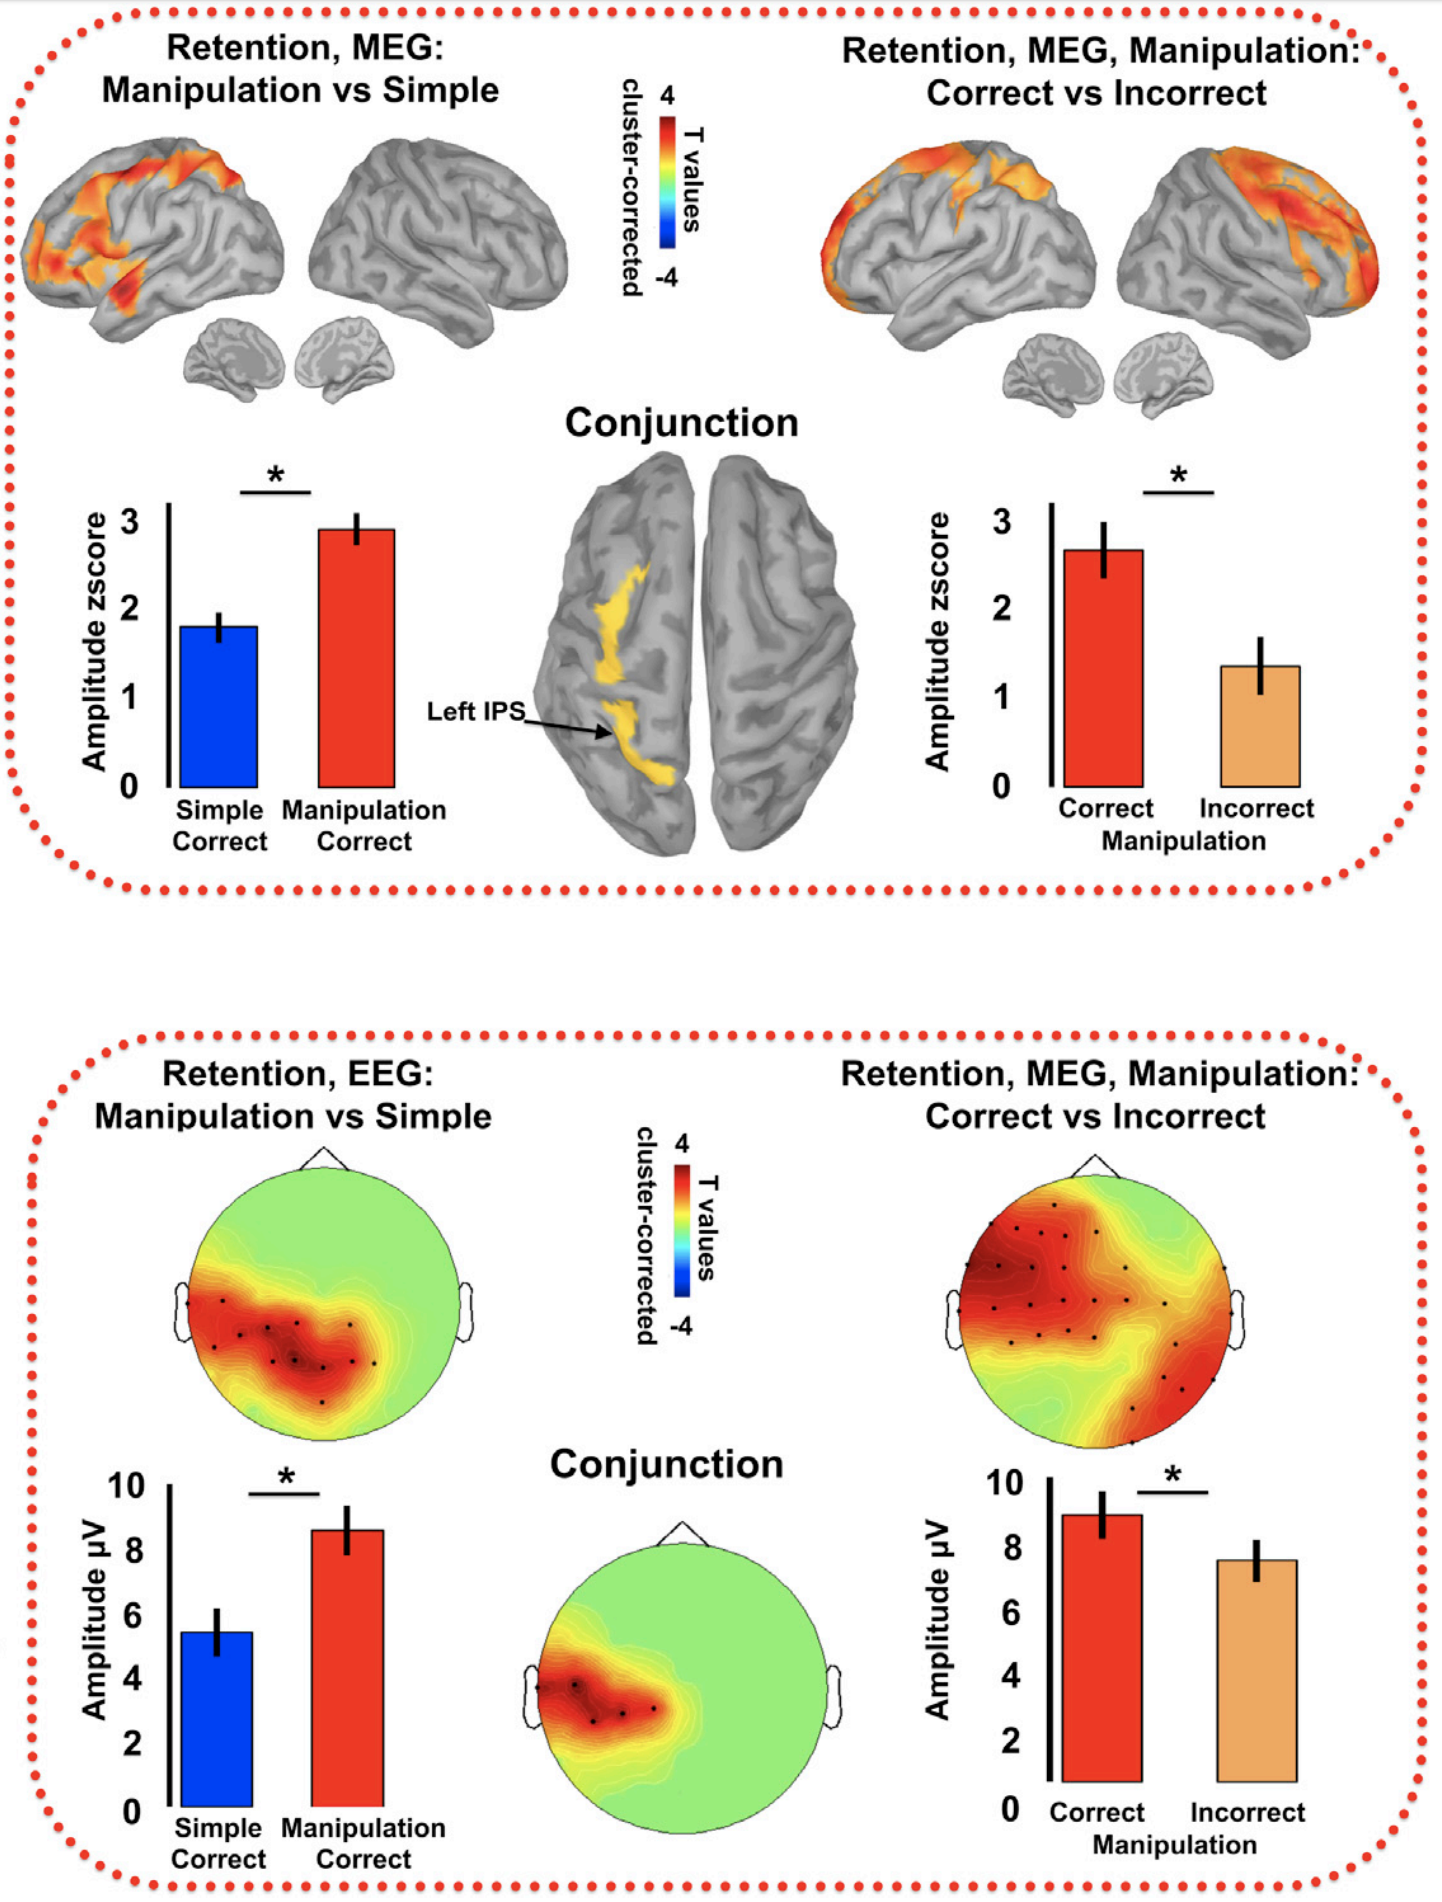 Retention, MEG:
Manipulation vs Simple
4
T values
cluster-corrected
-4
Retention, MEG, Manipulation:
Correct vs Incorrect
Conjunction
*
Amplitude zscore
3
2
1
0
Simple
Correct
Manipulation
Correct
Left IPS
*
Amplitude zscore
3
2
1
0
Correct
Incorrect
Manipulation
Retention, EEG:
Manipulation vs Simple
4
T values
cluster-corrected
-4
Retention, MEG, Manipulation:
Correct vs Incorrect
Conjunction
*
Amplitude µV
10
8
6
4
2
0
Simple
Correct
Manipulation
Correct
*
Amplitude µV
10
8
6
4
2
0
Correct
Incorrect
Manipulation